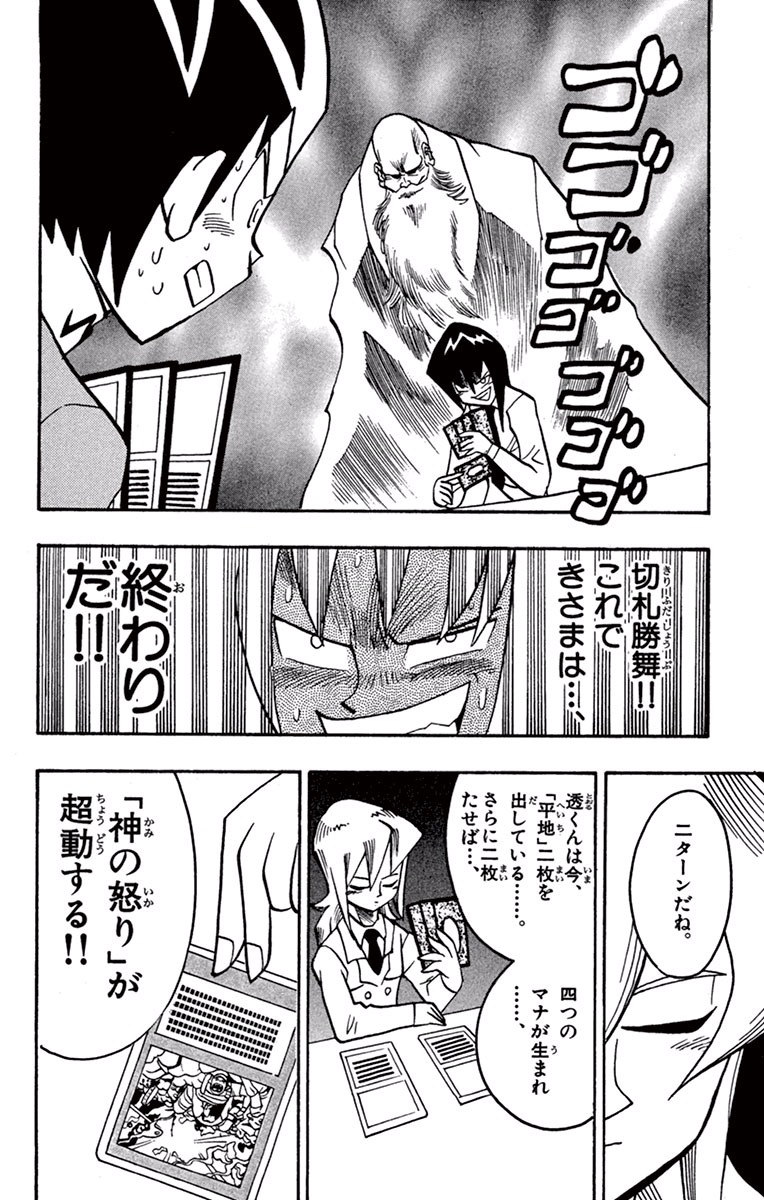 ゴゴゴゴゴゴゴ
切札勝舞!!
これで
きさまは…、
終わり
だ!!
二ターンだね。
透くんは今、
「平地」二枚を
出している……。
さらに二枚
たせば…、
四つの
マナが生まれ
……、
「神の怒り」が
超動する!!